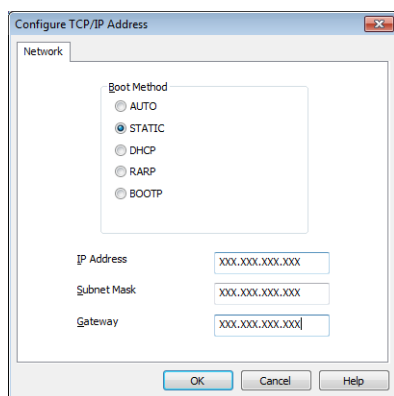 Configure TCP/IP Address
Network
Boot Method
AUTO
STATIC
DHCP
RARP
BOOTP
IP Address XXX.XXX.XXX.XXX
Subnet Mask XXX.XXX.XXX.XXX
Gateway XXX.XXX.XXX.XXX
OK Cancel Help